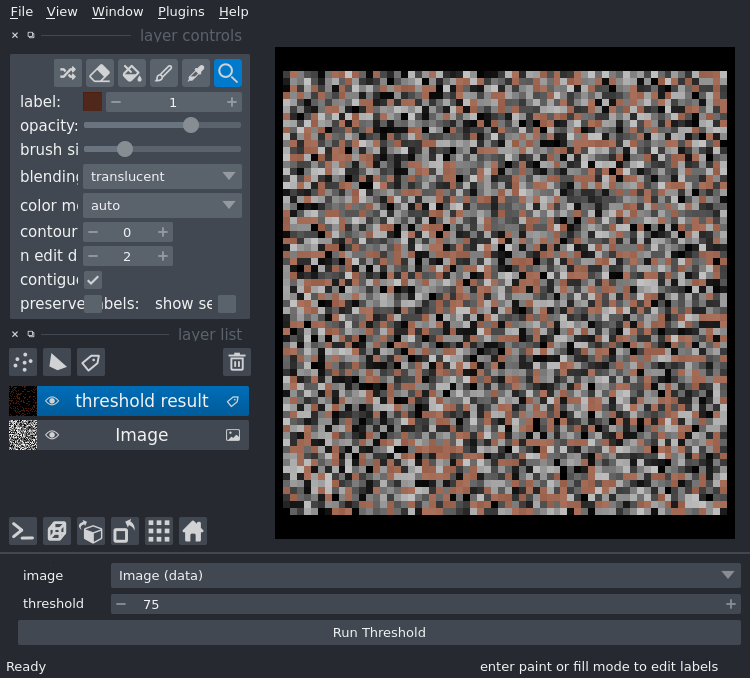 File View Window Plugins Help
layer controls
label: 1
opacity:
brush si
blending translucent
color m auto
contour 0
n edit d 2
contigu
preserve abels: show se
layer list
threshold result
Image
image Image (data)
threshold 75
Run Threshold
Ready enter paint or fill mode to edit labels